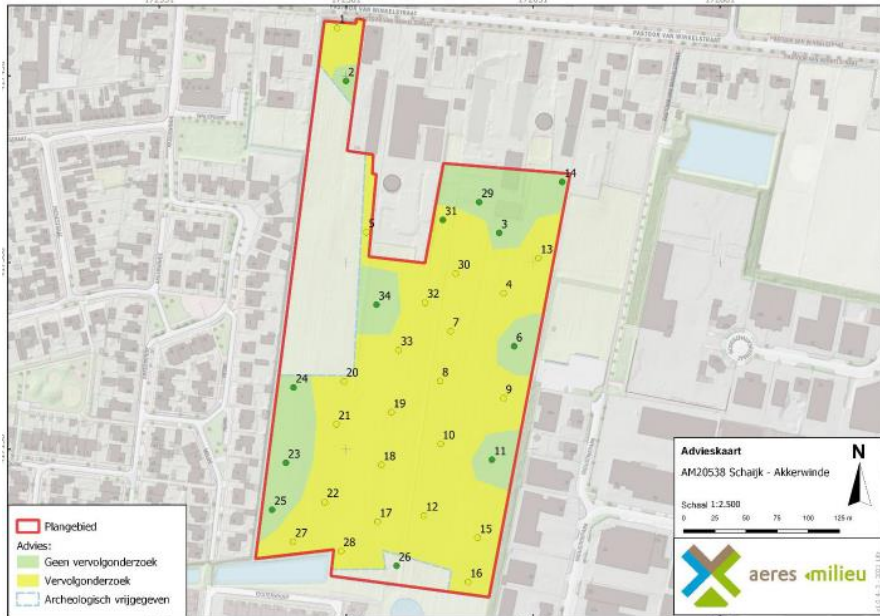 PASTOOR VAN WINKELSTRAAT
PASTOOR VAN WINKELSTRAAT
1
2
14
29
31
3
5
13
30
4
34
32
7
33
6
24
20
8
9
19
21
10
23
18
11
22
25
17
12
15
27
28
26
16
Plangebied
Advies:
Geen vervolgonderzoek
Vervolgonderzoek
Archeologisch vrijgegeven
Advieskaart
N
AM20538 Schaijk - Akkerwinde
Schaal 1:2.500
0 25 50 75 100 125 m
aeres milieu